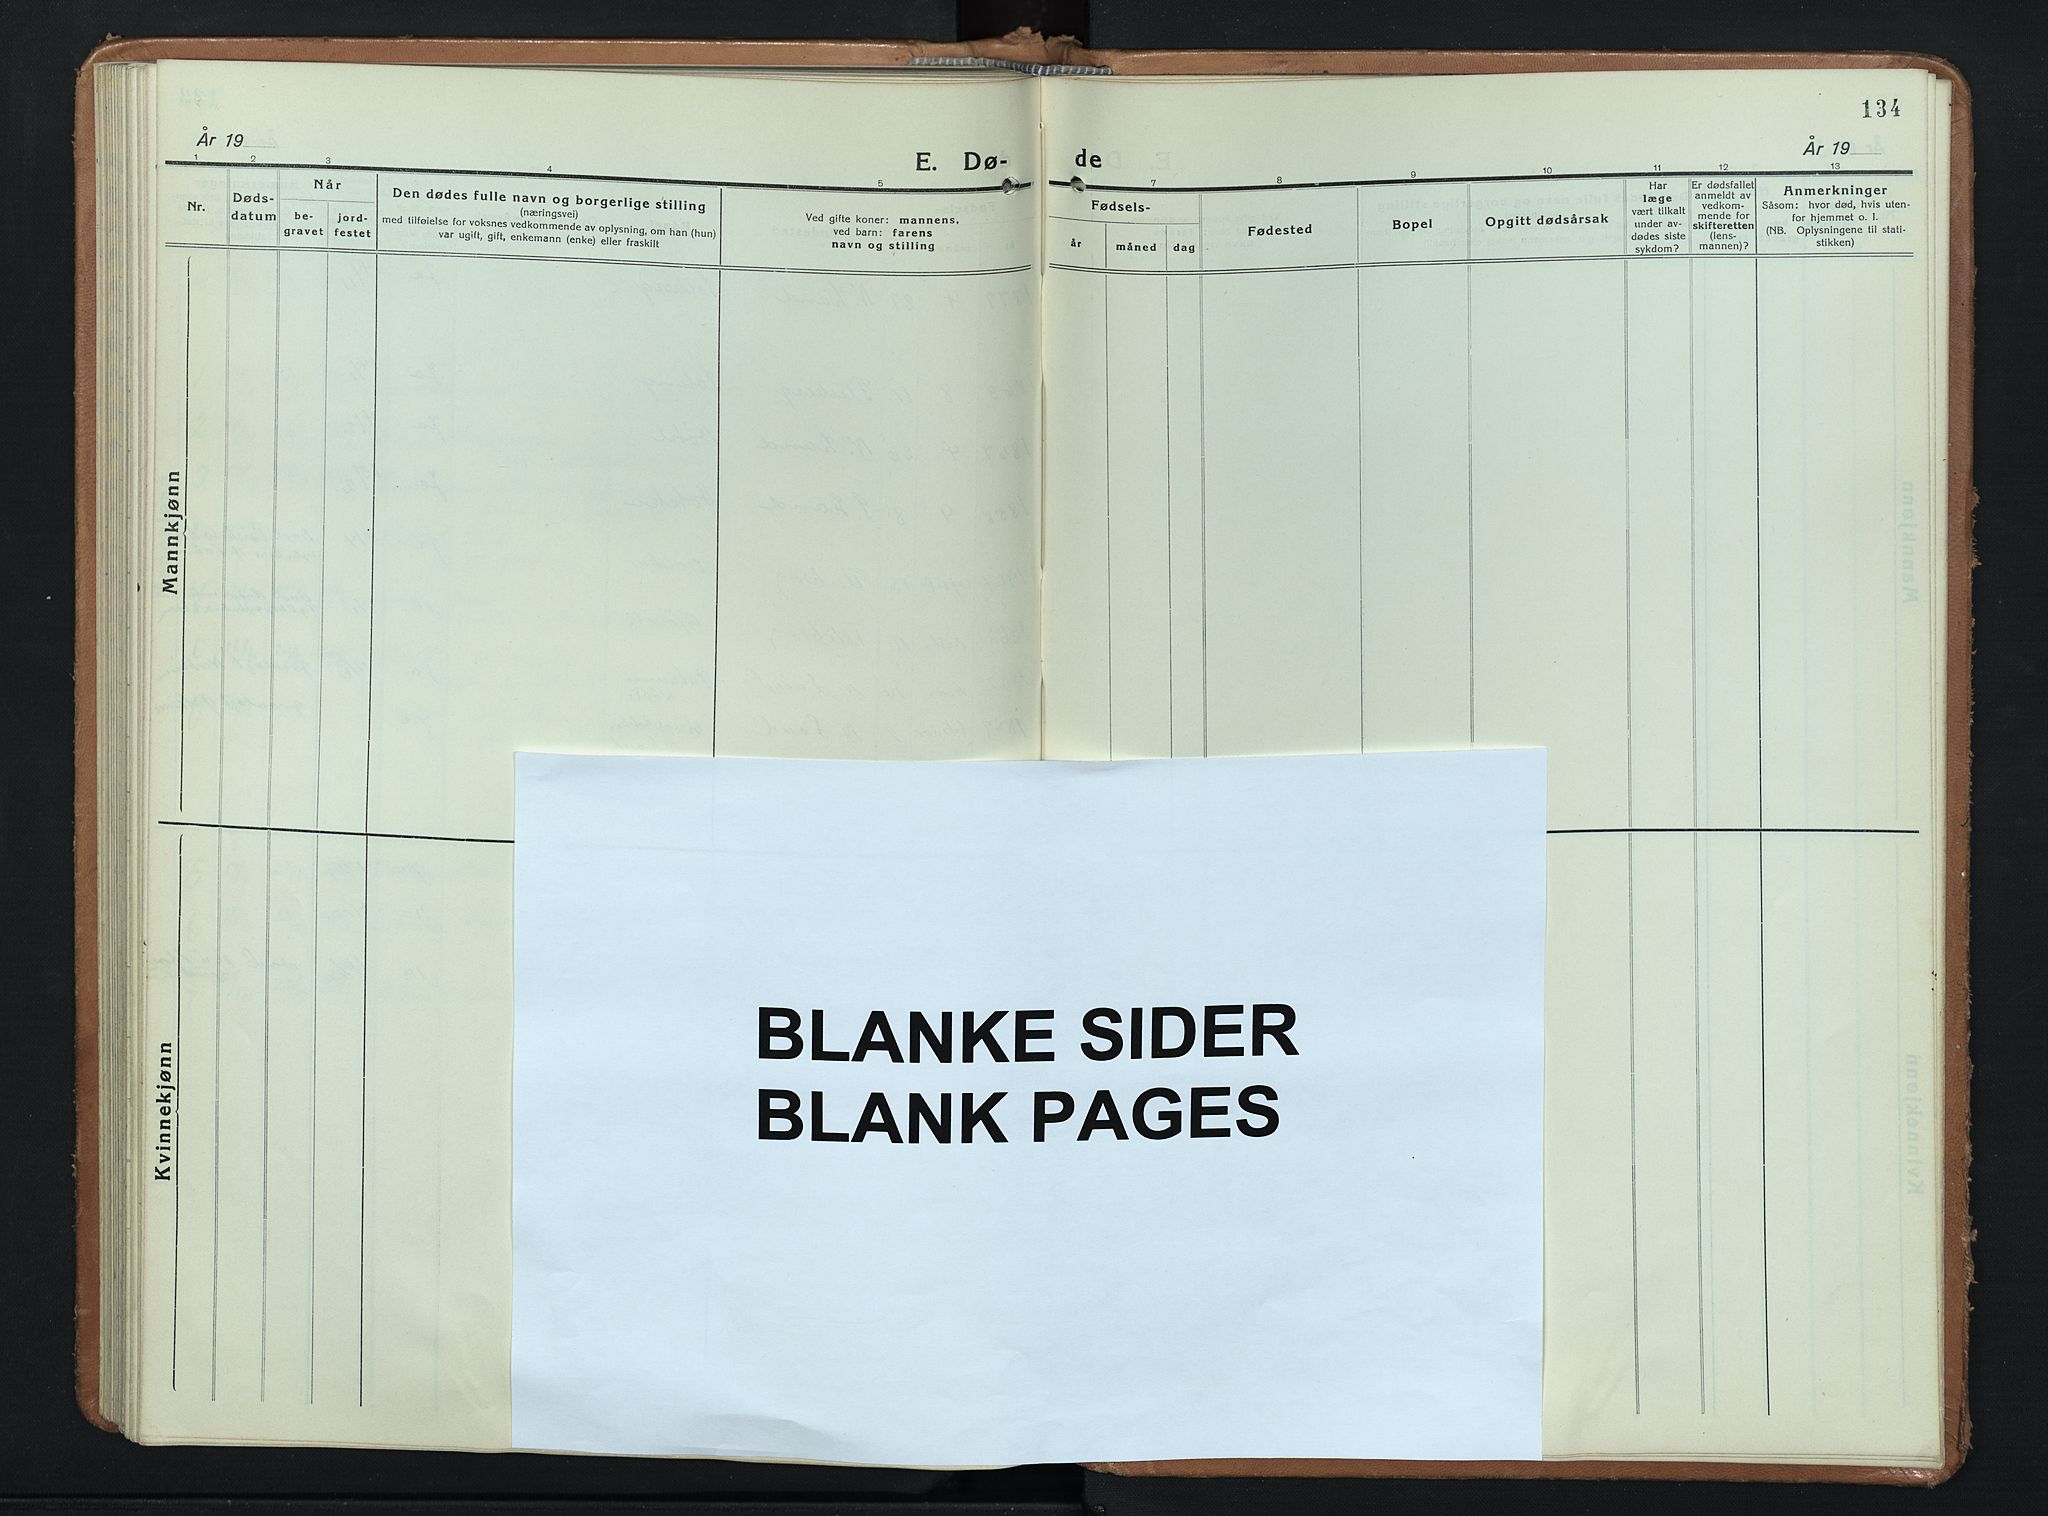 134
År 19
År 19
E. Dø-
de
1 2 3 4 5 7 8 9 10 11 12 13
Nr.
Døds-
datum
Når
be-
gravet
jord-
festet
Den dødes fulle navn og borgerlige stilling
(næringsvei)
med tilføielse for voksnes vedkommende av oplysning, om han (hun)
var ugift, gift, enkemann (enke) eller fraskilt
Ved gifte koner: mannens,
ved barn: farens
navn og stilling
Fødsels-
år
måned
dag
Fødested
Bopel
Opgitt dødsårsak
Har
læge
vært tilkalt
under av-
dødes siste
sykdom?
Er dødsfallet
anmeldt av
vedkom-
mende for
skifteretten
(lens-
mannen)?
Anmerkninger
Såsom: hvor død, hvis uten-
for hjemmet o. l.
(NB. Oplysningene til stati-
stikken)
Mannkjønn
Kvinnekjønn
BLANKE SIDER
BLANK PAGES